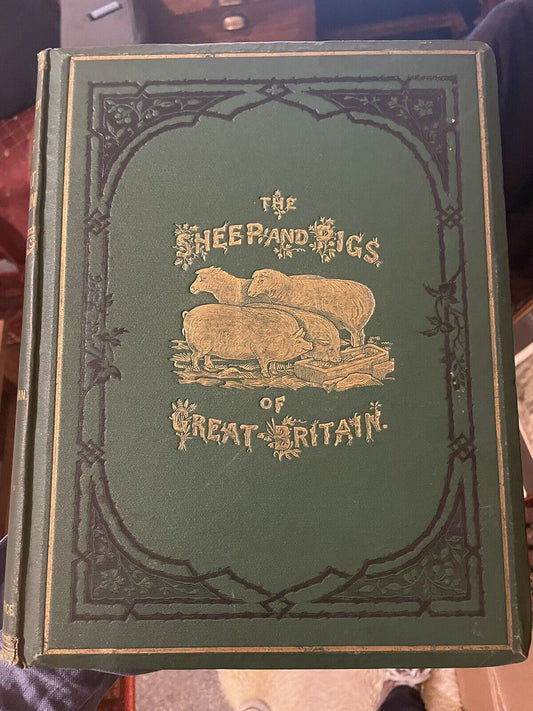 THE
SHEEP AND PIGS
OF
GREAT-BRITAIN.